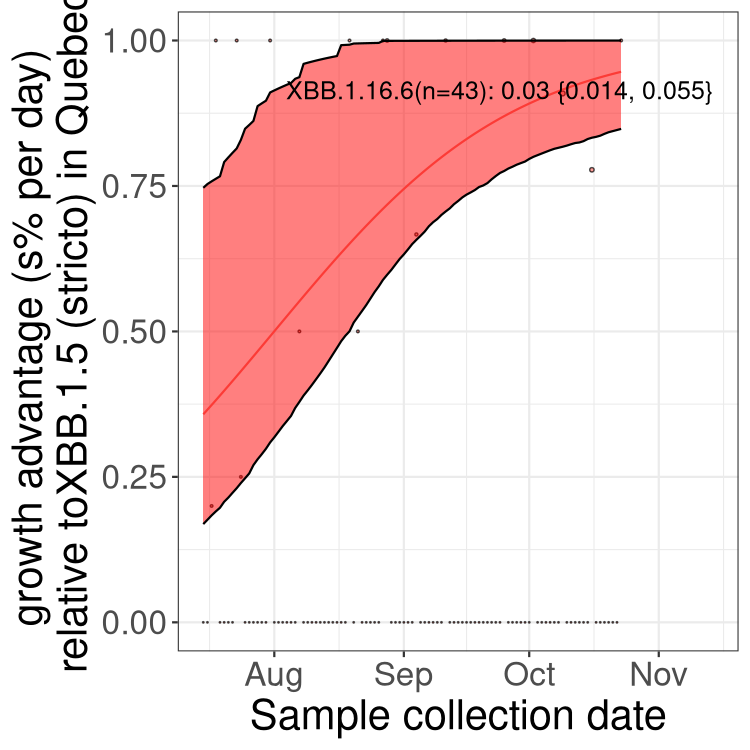 growth advantage (s% per day)
relative toXBB.1.5 (stricto) in Quebec
1.00
0.75
0.50
0.25
0.00
XBB.1.16.6(n=43): 0.03 {0.014, 0.055}
Aug Sep Oct Nov
Sample collection date